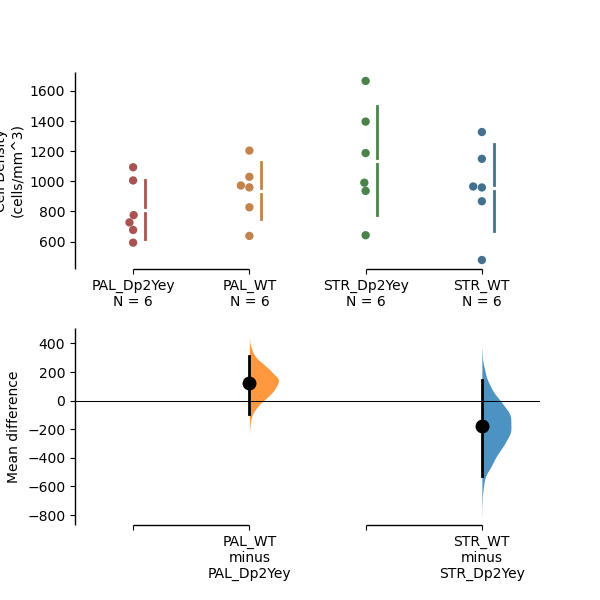 Cell Density
(cells/mm^3)
1600
1400
1200
1000
800
600
PAL_Dp2Yey
N = 6
PAL_WT
N = 6
STR_Dp2Yey
N = 6
STR_WT
N = 6
Mean difference
400
200
0
−200
−400
−600
−800
PAL_WT
minus
PAL_Dp2Yey
STR_WT
minus
STR_Dp2Yey